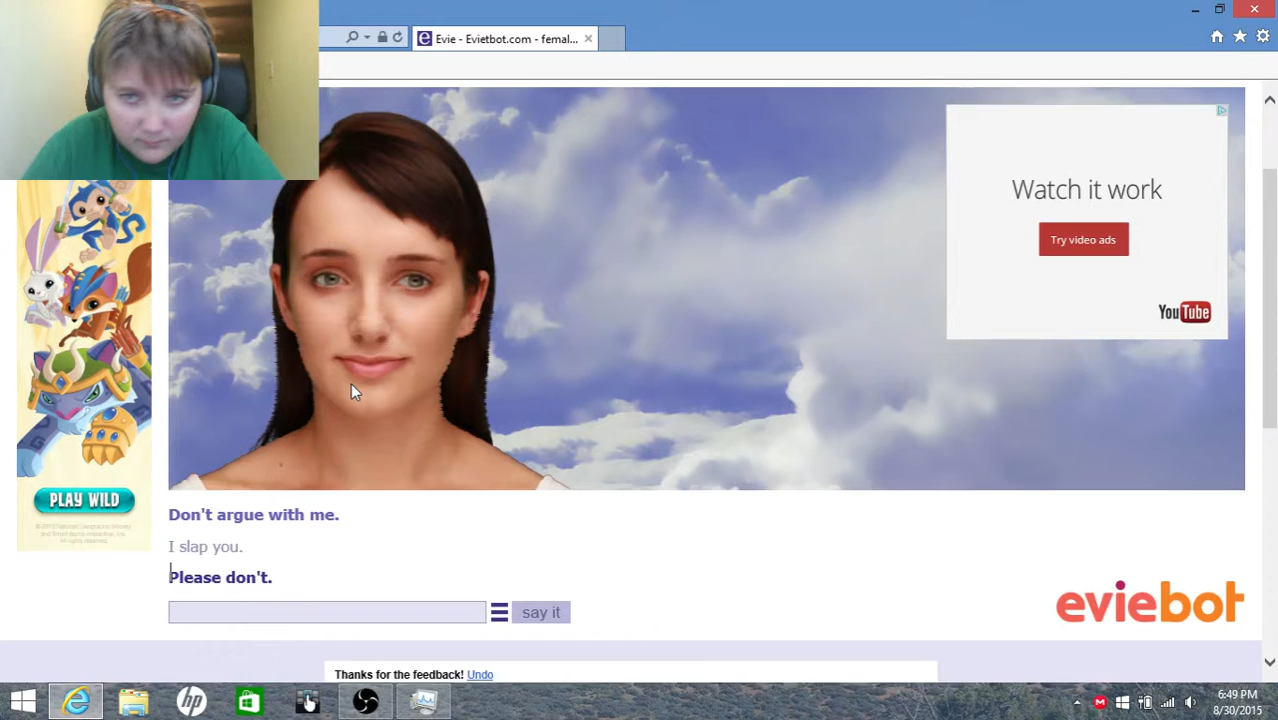 Evie - Evietbot.com - femal...
Watch it work
Try video ads
YouTube
PLAY WILD
Don't argue with me.
I slap you.
Please don't.
say it
eviebot
Thanks for the feedback! Undo
hp
6:49 PM
8/30/2015